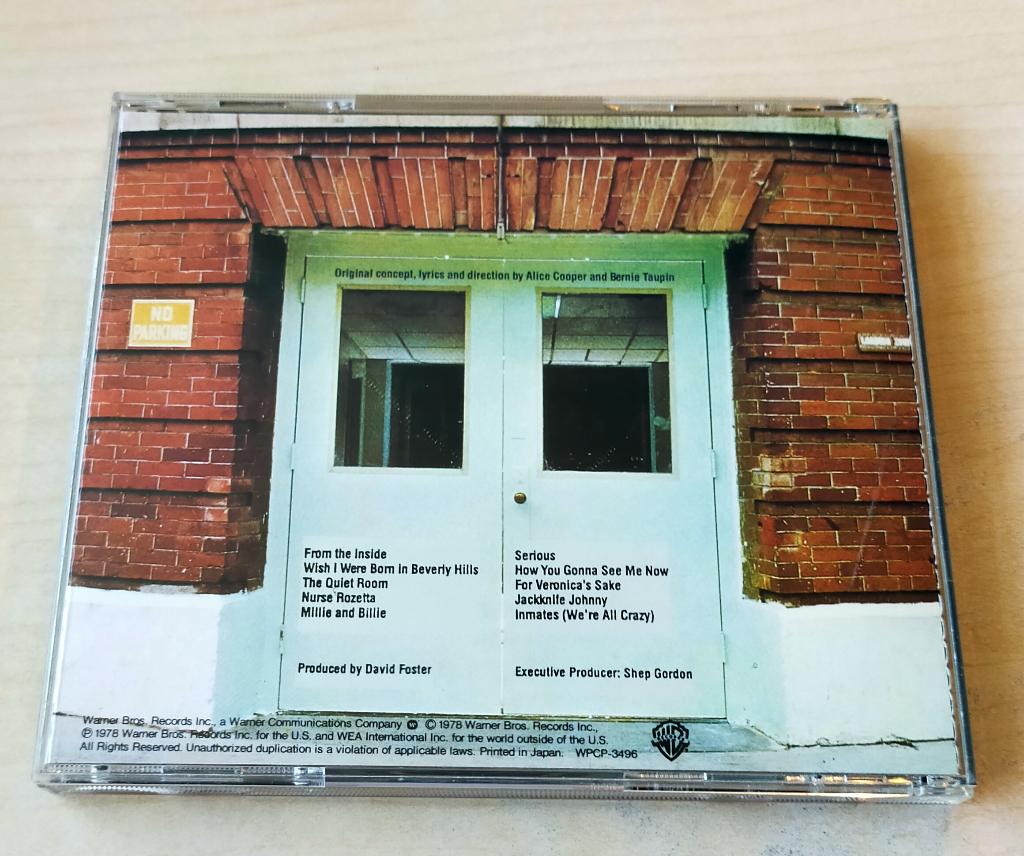 Original concept, lyrics and direction by Alice Cooper and Bernie Taupin
NO
PARKING
From the Inside
Wish I Were Born in Beverly Hills
The Quiet Room
Nurse Rozetta
Millie and Billie
Serious
How You Gonna See Me Now
For Veronica's Sake
Jackknife Johnny
Inmates (We're All Crazy)
Produced by David Foster
Executive Producer: Shep Gordon
Warner Bros. Records Inc., a Warner Communications Company © 1978 Warner Bros. Records Inc.,
℗ 1978 Warner Bros. Records Inc. for the U.S. and WEA International Inc. for the world outside of the U.S.
All Rights Reserved. Unauthorized duplication is a violation of applicable laws. Printed in Japan. WPCP-3496